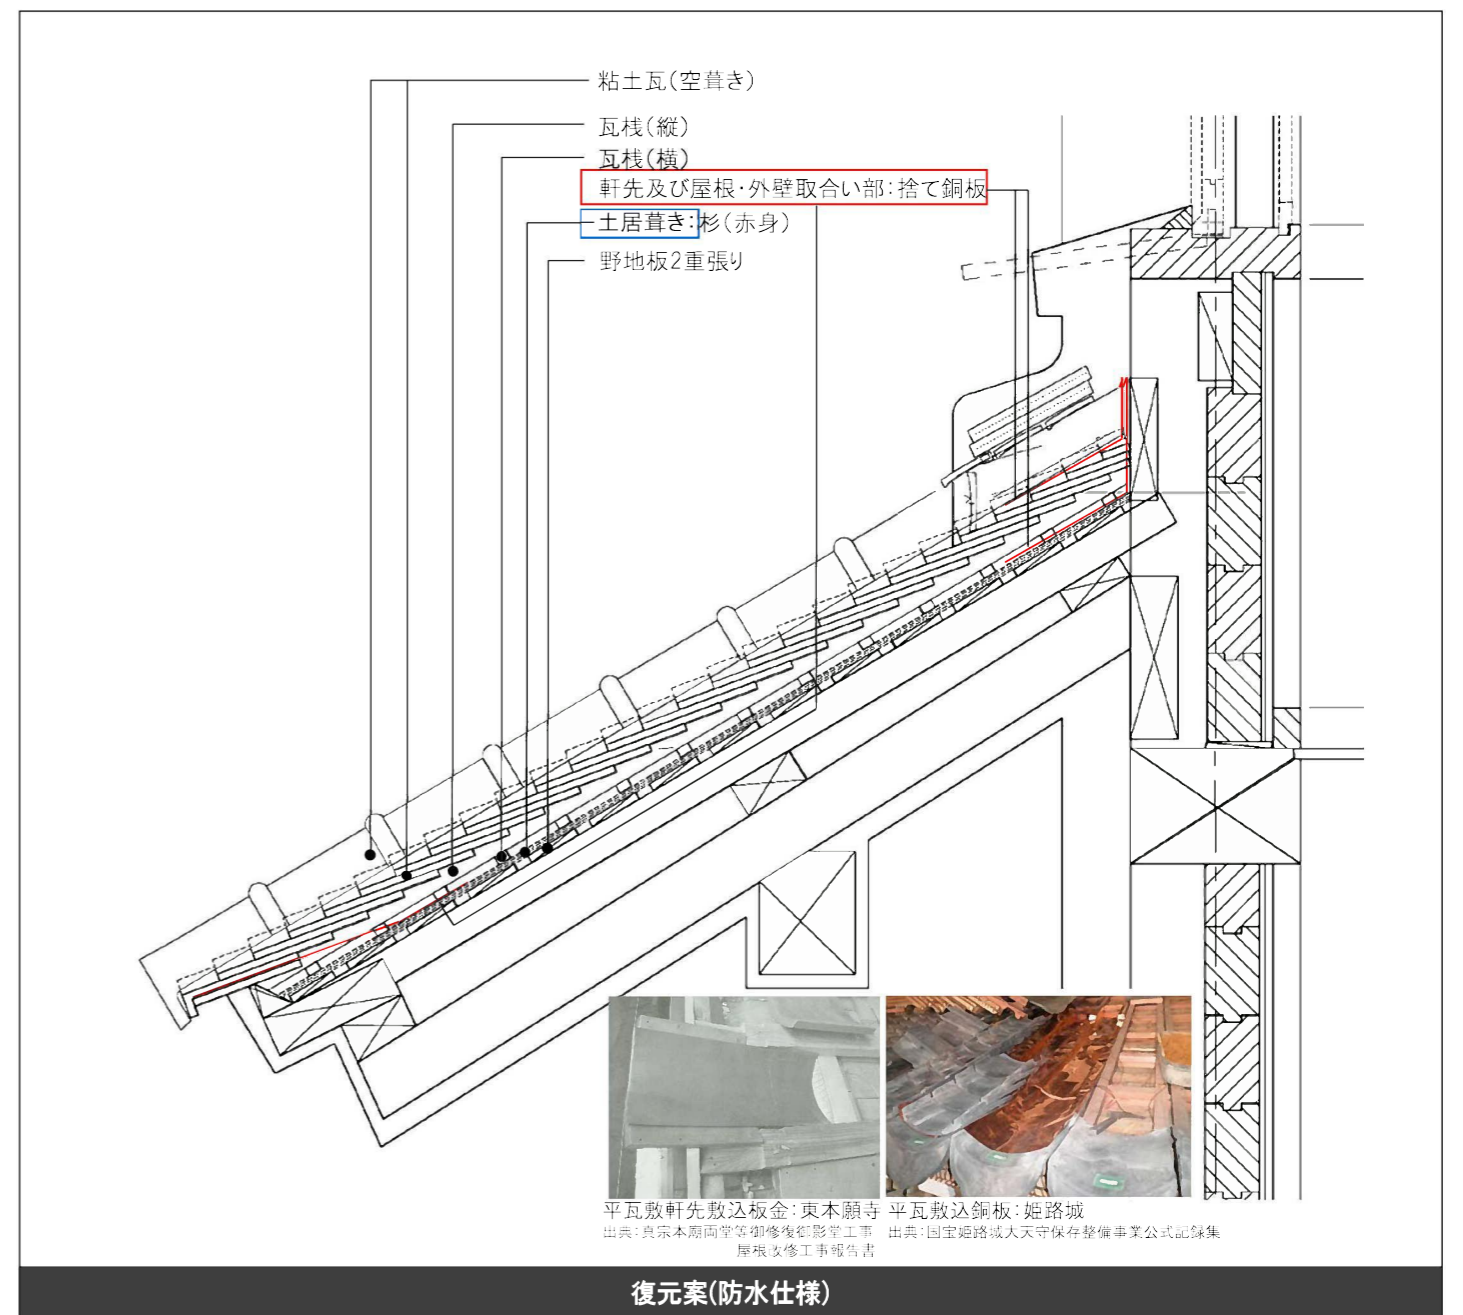 粘土瓦(空葺き)
瓦桟(縦)
瓦桟(横)
軒先及び屋根・外壁取合い部:捨て銅板
土居葺き:杉(赤身)
野地板2重張り
平瓦敷軒先敷込板金:東本願寺
出典:真宗本廟両堂等御修復御影堂工事
屋根改修工事報告書
平瓦敷込銅板:姫路城
出典:国宝姫路城大天守保存整備事業公式記録集
復元案(防水仕様)